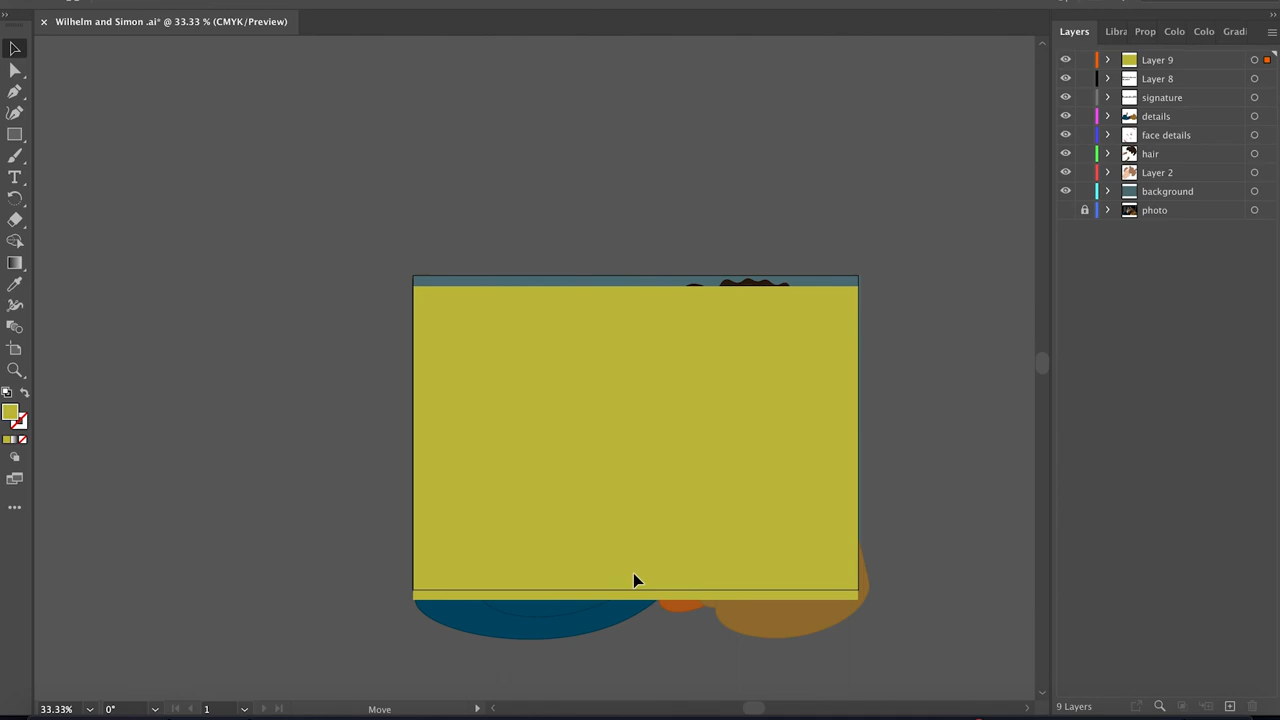 Wilhelm and Simon .ai* @ 33.33 % (CMYK/Preview)
Layers Libra Prop Colo Colo Gradi
Layer 9
Layer 8
signature
details
face details
hair
Layer 2
background
photo
33.33% 0° 1 Move
9 Layers